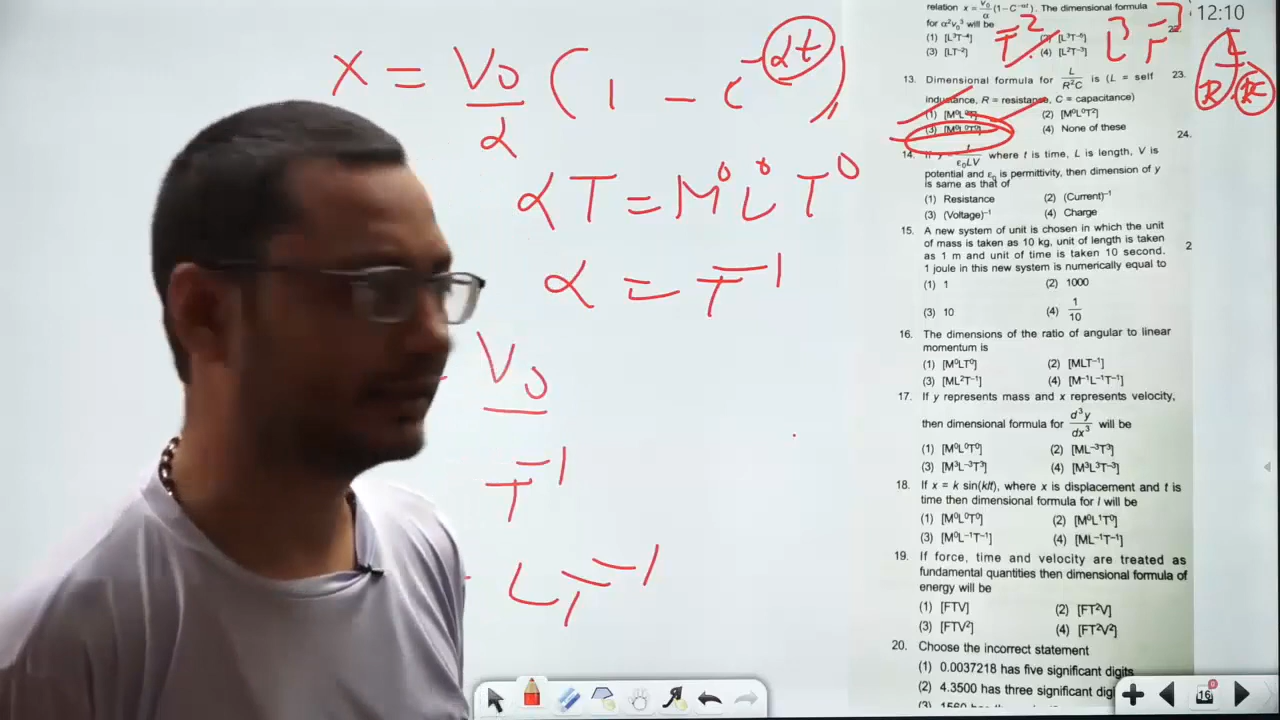 x = V0/α (1 - e^-αt)
αT = M⁰L⁰T⁰
α = T⁻¹
V0
T⁻¹
LT⁻¹
12:10
relation x = v₀/α (1–C⁻ᵅᵗ). The dimensional formula
for α²v₀³ will be
(1) [L³T⁻⁴] (2) [L³T⁻⁵]
(3) [LT⁻²] (4) [L²T⁻³]
T⁻² L³ T⁻³
13. Dimensional formula for L/R²C is (L = self
inductance, R = resistance, C = capacitance)
(1) [M⁰L⁰T] (2) [M⁰L⁰T²]
(3) [M⁰L⁰T⁰] (4) None of these
14. If y = t/ε₀LV where t is time, L is length, V is
potential and ε₀ is permittivity, then dimension of y
is same as that of
(1) Resistance (2) (Current)⁻¹
(3) (Voltage)⁻¹ (4) Charge
15. A new system of unit is chosen in which the unit
of mass is taken as 10 kg, unit of length is taken
as 1 m and unit of time is taken 10 second.
1 joule in this new system is numerically equal to
(1) 1 (2) 1000
(3) 10 (4) 1/10
16. The dimensions of the ratio of angular to linear
momentum is
(1) [M⁰LT⁰] (2) [MLT⁻¹]
(3) [ML²T⁻¹] (4) [M⁻¹L⁻¹T⁻¹]
17. If y represents mass and x represents velocity,
then dimensional formula for d³y/dx³ will be
(1) [M⁰L⁰T⁰] (2) [ML⁻³T³]
(3) [M³L⁻³T³] (4) [M³L³T⁻³]
18. If x = k sin(klt), where x is displacement and t is
time then dimensional formula for l will be
(1) [M⁰L⁰T⁰] (2) [M⁰L¹T⁰]
(3) [M⁰L⁻¹T⁻¹] (4) [ML⁻¹T⁻¹]
19. If force, time and velocity are treated as
fundamental quantities then dimensional formula of
energy will be
(1) [FTV] (2) [FT²V]
(3) [FTV²] (4) [FT²V²]
20. Choose the incorrect statement
(1) 0.0037218 has five significant digits
(2) 4.3500 has three significant
23.
24.
2
16